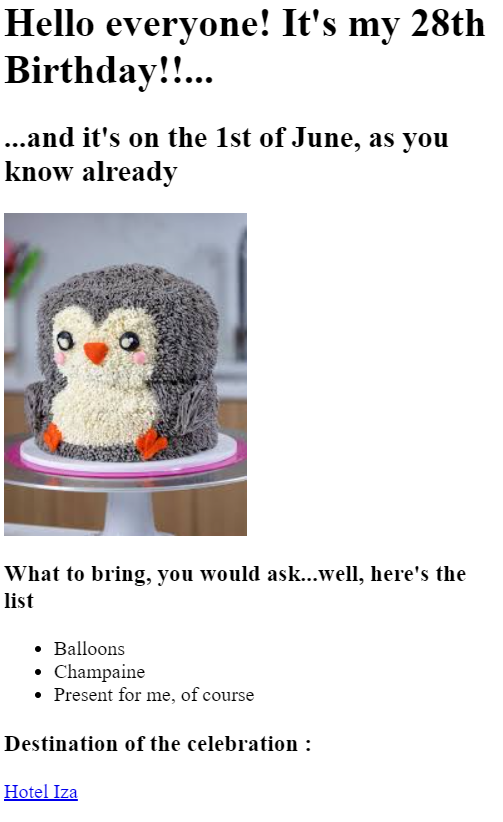 Hello everyone! It's my 28th
Birthday!!...
...and it's on the 1st of June, as you
know already
What to bring, you would ask...well, here's the
list
Balloons
Champaine
Present for me, of course
Destination of the celebration :
Hotel Iza